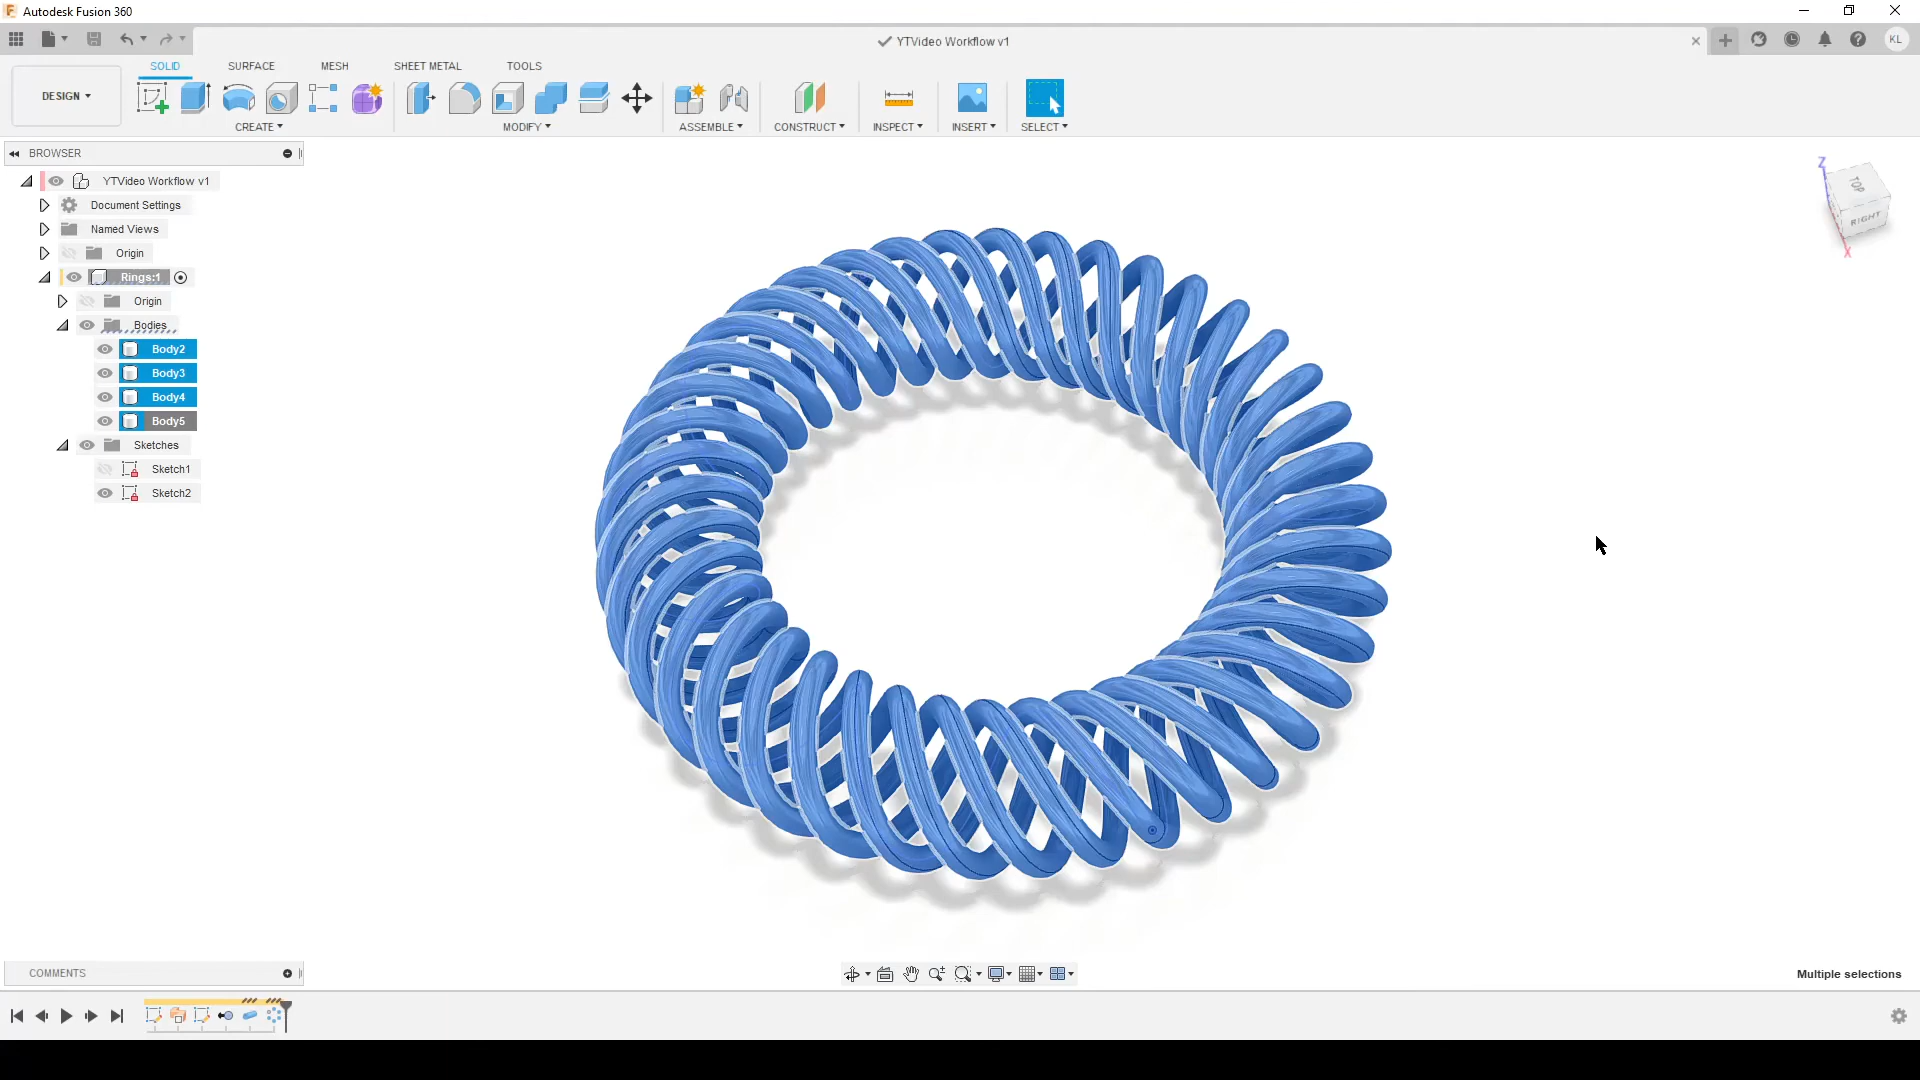 Autodesk Fusion 360
YTVideo Workflow v1
KL
SOLID SURFACE MESH SHEET METAL TOOLS
DESIGN
CREATE MODIFY ASSEMBLE CONSTRUCT INSPECT INSERT SELECT
BROWSER
YTVideo Workflow v1
Document Settings
Named Views
Origin
Rings:1
Origin
Bodies
Body2
Body3
Body4
Body5
Sketches
Sketch1
Sketch2
Z
TOP
RIGHT
X
COMMENTS
Multiple selections